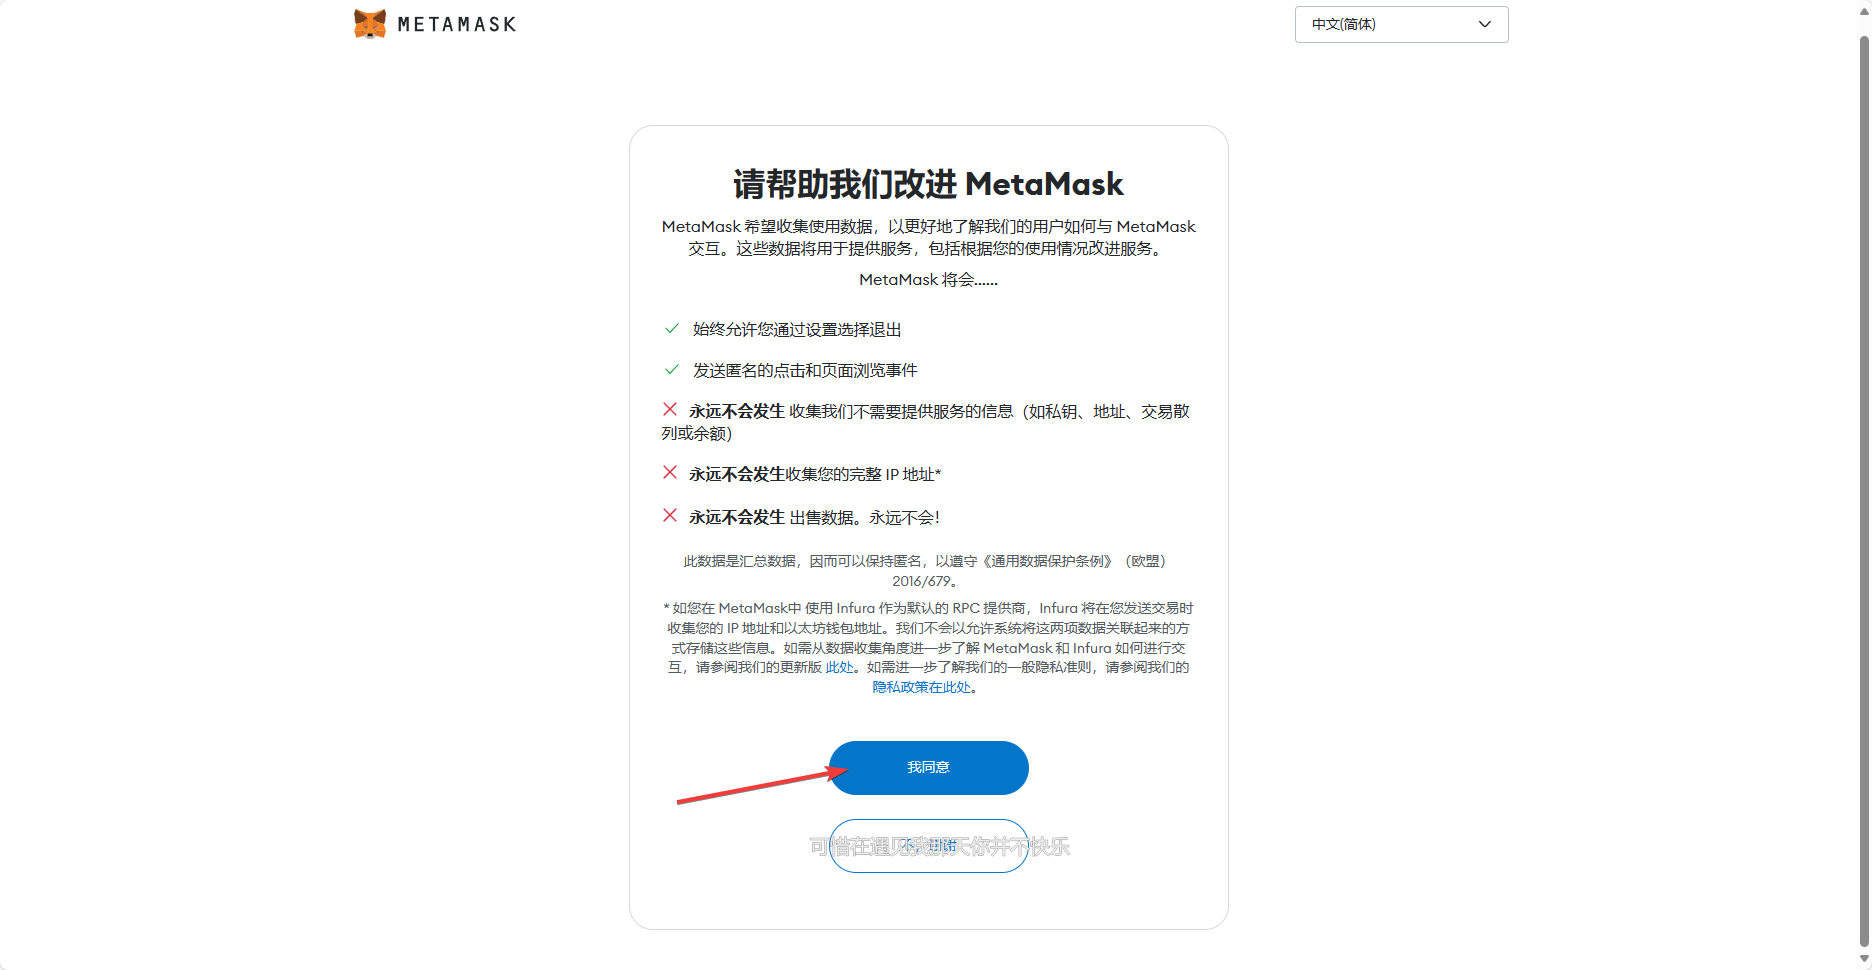 METAMASK
中文(简体)
请帮助我们改进 MetaMask
MetaMask 希望收集使用数据，以更好地了解我们的用户如何与 MetaMask
交互。这些数据将用于提供服务，包括根据您的使用情况改进服务。
MetaMask 将会......
始终允许您通过设置选择退出
发送匿名的点击和页面浏览事件
永远不会发生 收集我们不需要提供服务的信息（如私钥、地址、交易散
列或余额）
永远不会发生收集您的完整 IP 地址*
永远不会发生 出售数据。永远不会！
此数据是汇总数据，因而可以保持匿名，以遵守《通用数据保护条例》（欧盟）
2016/679。
* 如您在 MetaMask中 使用 Infura 作为默认的 RPC 提供商，Infura 将在您发送交易时
收集您的 IP 地址和以太坊钱包地址。我们不会以允许系统将这两项数据关联起来的方
式存储这些信息。如需从数据收集角度进一步了解 MetaMask 和 Infura 如何进行交
互，请参阅我们的更新版 此处。如需进一步了解我们的一般隐私准则，请参阅我们的
隐私政策在此处。
我同意
可惜在遇见我那天你并不快乐